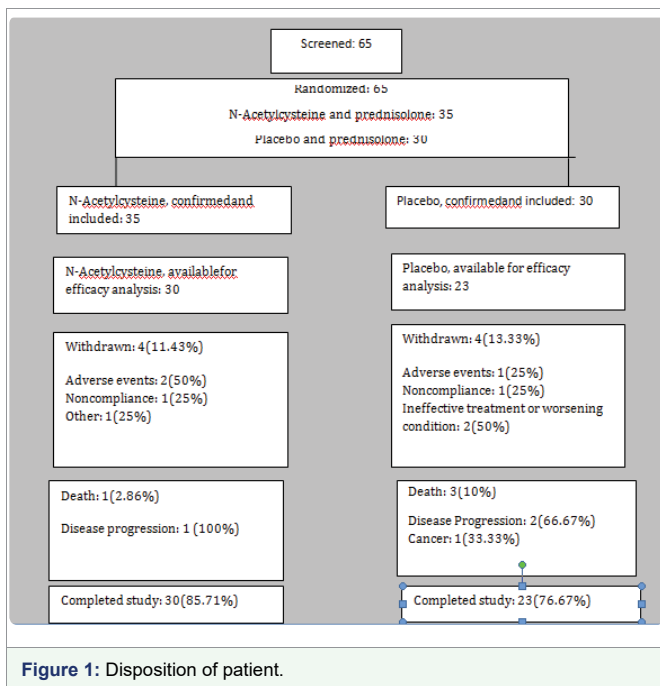 Screened: 65
Randomized: 65
N-Acetylcysteine and prednisolone: 35
Placebo and prednisolone: 30
N-Acetylcysteine, confirmedand
included: 35
Placebo, confirmedand included: 30
N-Acetylcysteine, availablefor
efficacy analysis: 30
Placebo, available for efficacy
analysis: 23
Withdrawn: 4(11.43%)
Adverse events: 2(50%)
Noncompliance: 1(25%)
Other: 1(25%)
Withdrawn: 4(13.33%)
Adverse events: 1(25%)
Noncompliance: 1(25%)
Ineffective treatment or worsening
condition: 2(50%)
Death: 1(2.86%)
Disease progression: 1 (100%)
Death: 3(10%)
Disease Progression: 2(66.67%)
Cancer: 1(33.33%)
Completed study: 30(85.71%)
Completed study: 23(76.67%)
Figure 1: Disposition of patient.